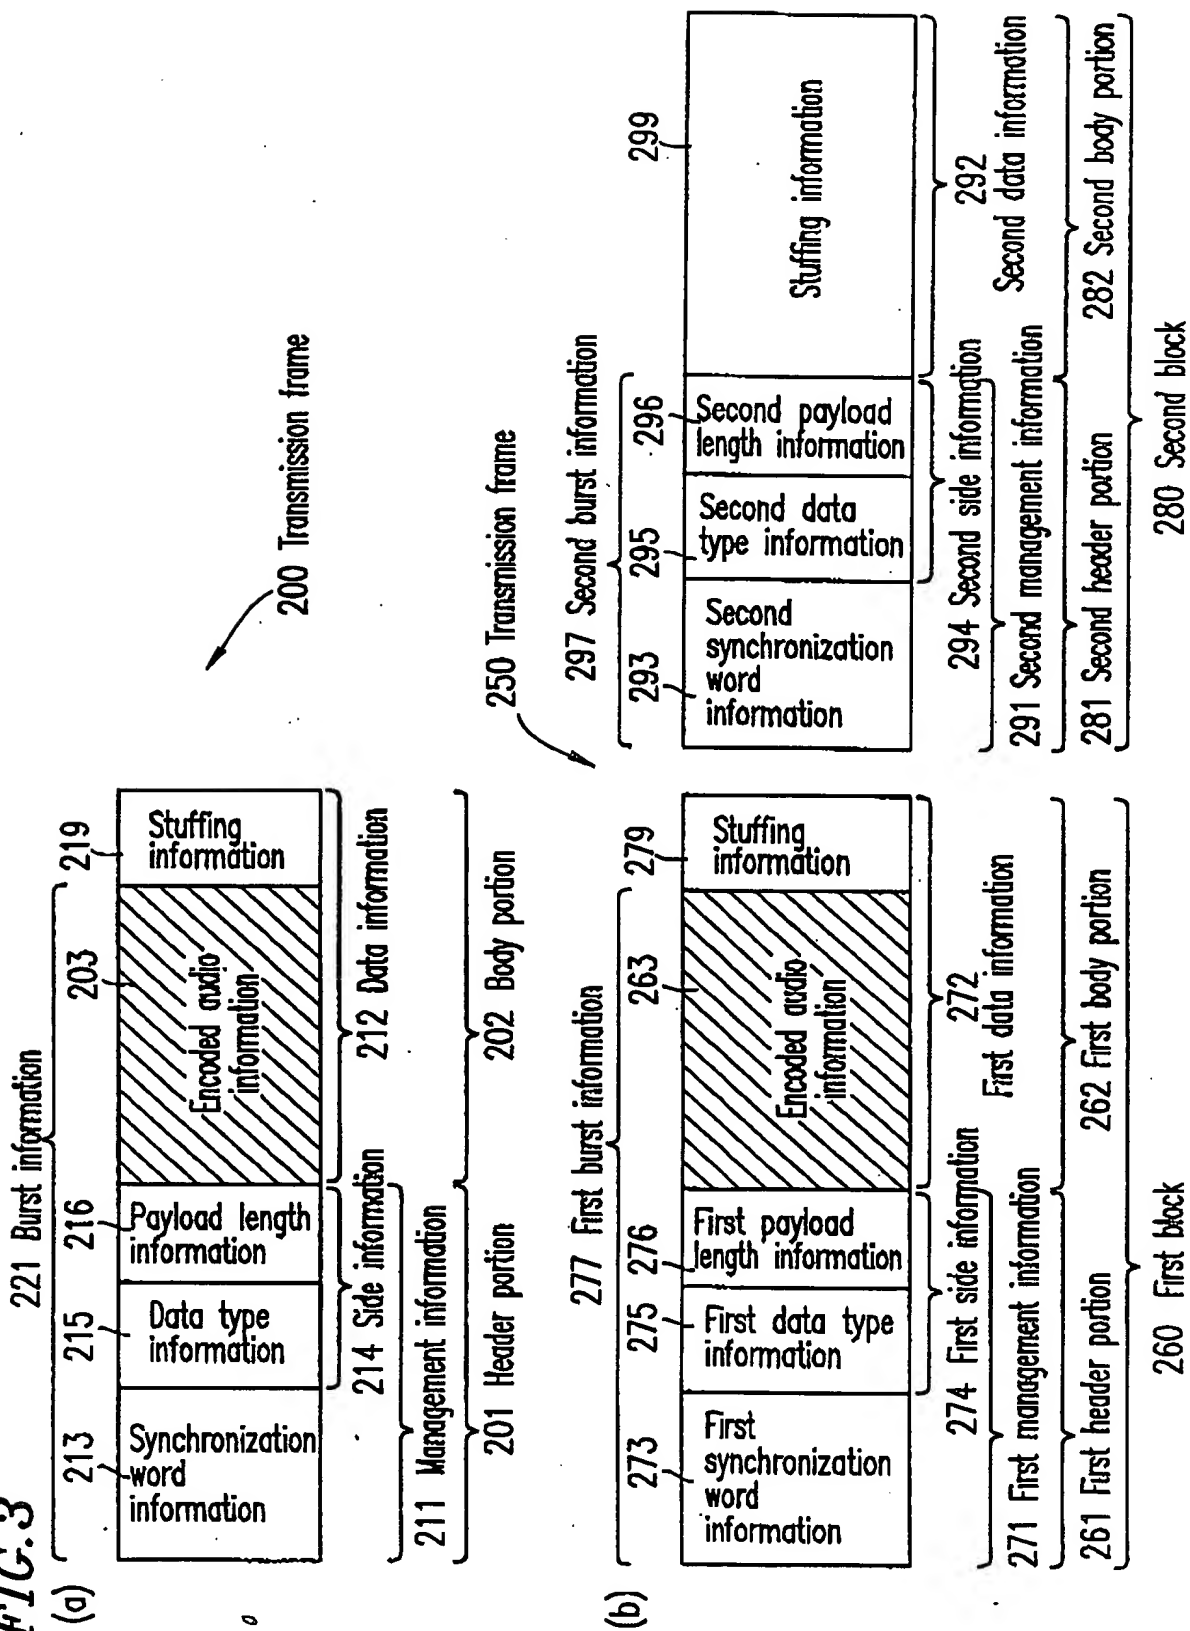 FIG.3
(a)
200 Transmission frame
221 Burst information
213
215
216
203
219
Synchronization
word
information
Data type
information
Payload length
information
Encoded audio
information
Stuffing
information
214 Side information
212 Data information
211 Management information
201 Header portion
202 Body portion
(b)
250 Transmission frame
277 First burst information
273
275
276
263
279
First
synchronization
word
information
First data type
information
First payload
length information
Encoded audio
information
Stuffing
information
274 First side information
272
First data information
271 First management information
261 First header portion
262 First body portion
260 First block
297 Second burst information
293
295
296
299
Second
synchronization
word
information
Second data
type information
Second payload
length information
Stuffing information
294 Second side information
292
Second data information
291 Second management information
281 Second header portion
282 Second body portion
280 Second block